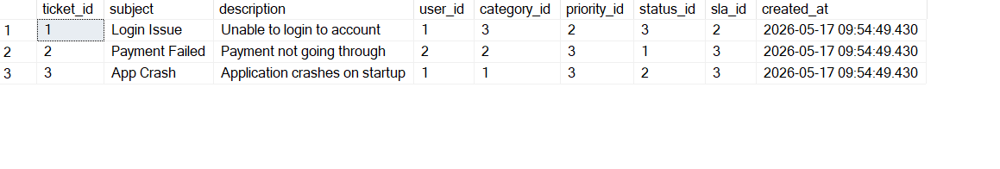 ticket_id subject description user_id category_id priority_id status_id sla_id created_at
1 1 Login Issue Unable to login to account 1 3 2 3 2 2026-05-17 09:54:49.430
2 2 Payment Failed Payment not going through 2 2 3 1 3 2026-05-17 09:54:49.430
3 3 App Crash Application crashes on startup 1 1 3 2 3 2026-05-17 09:54:49.430